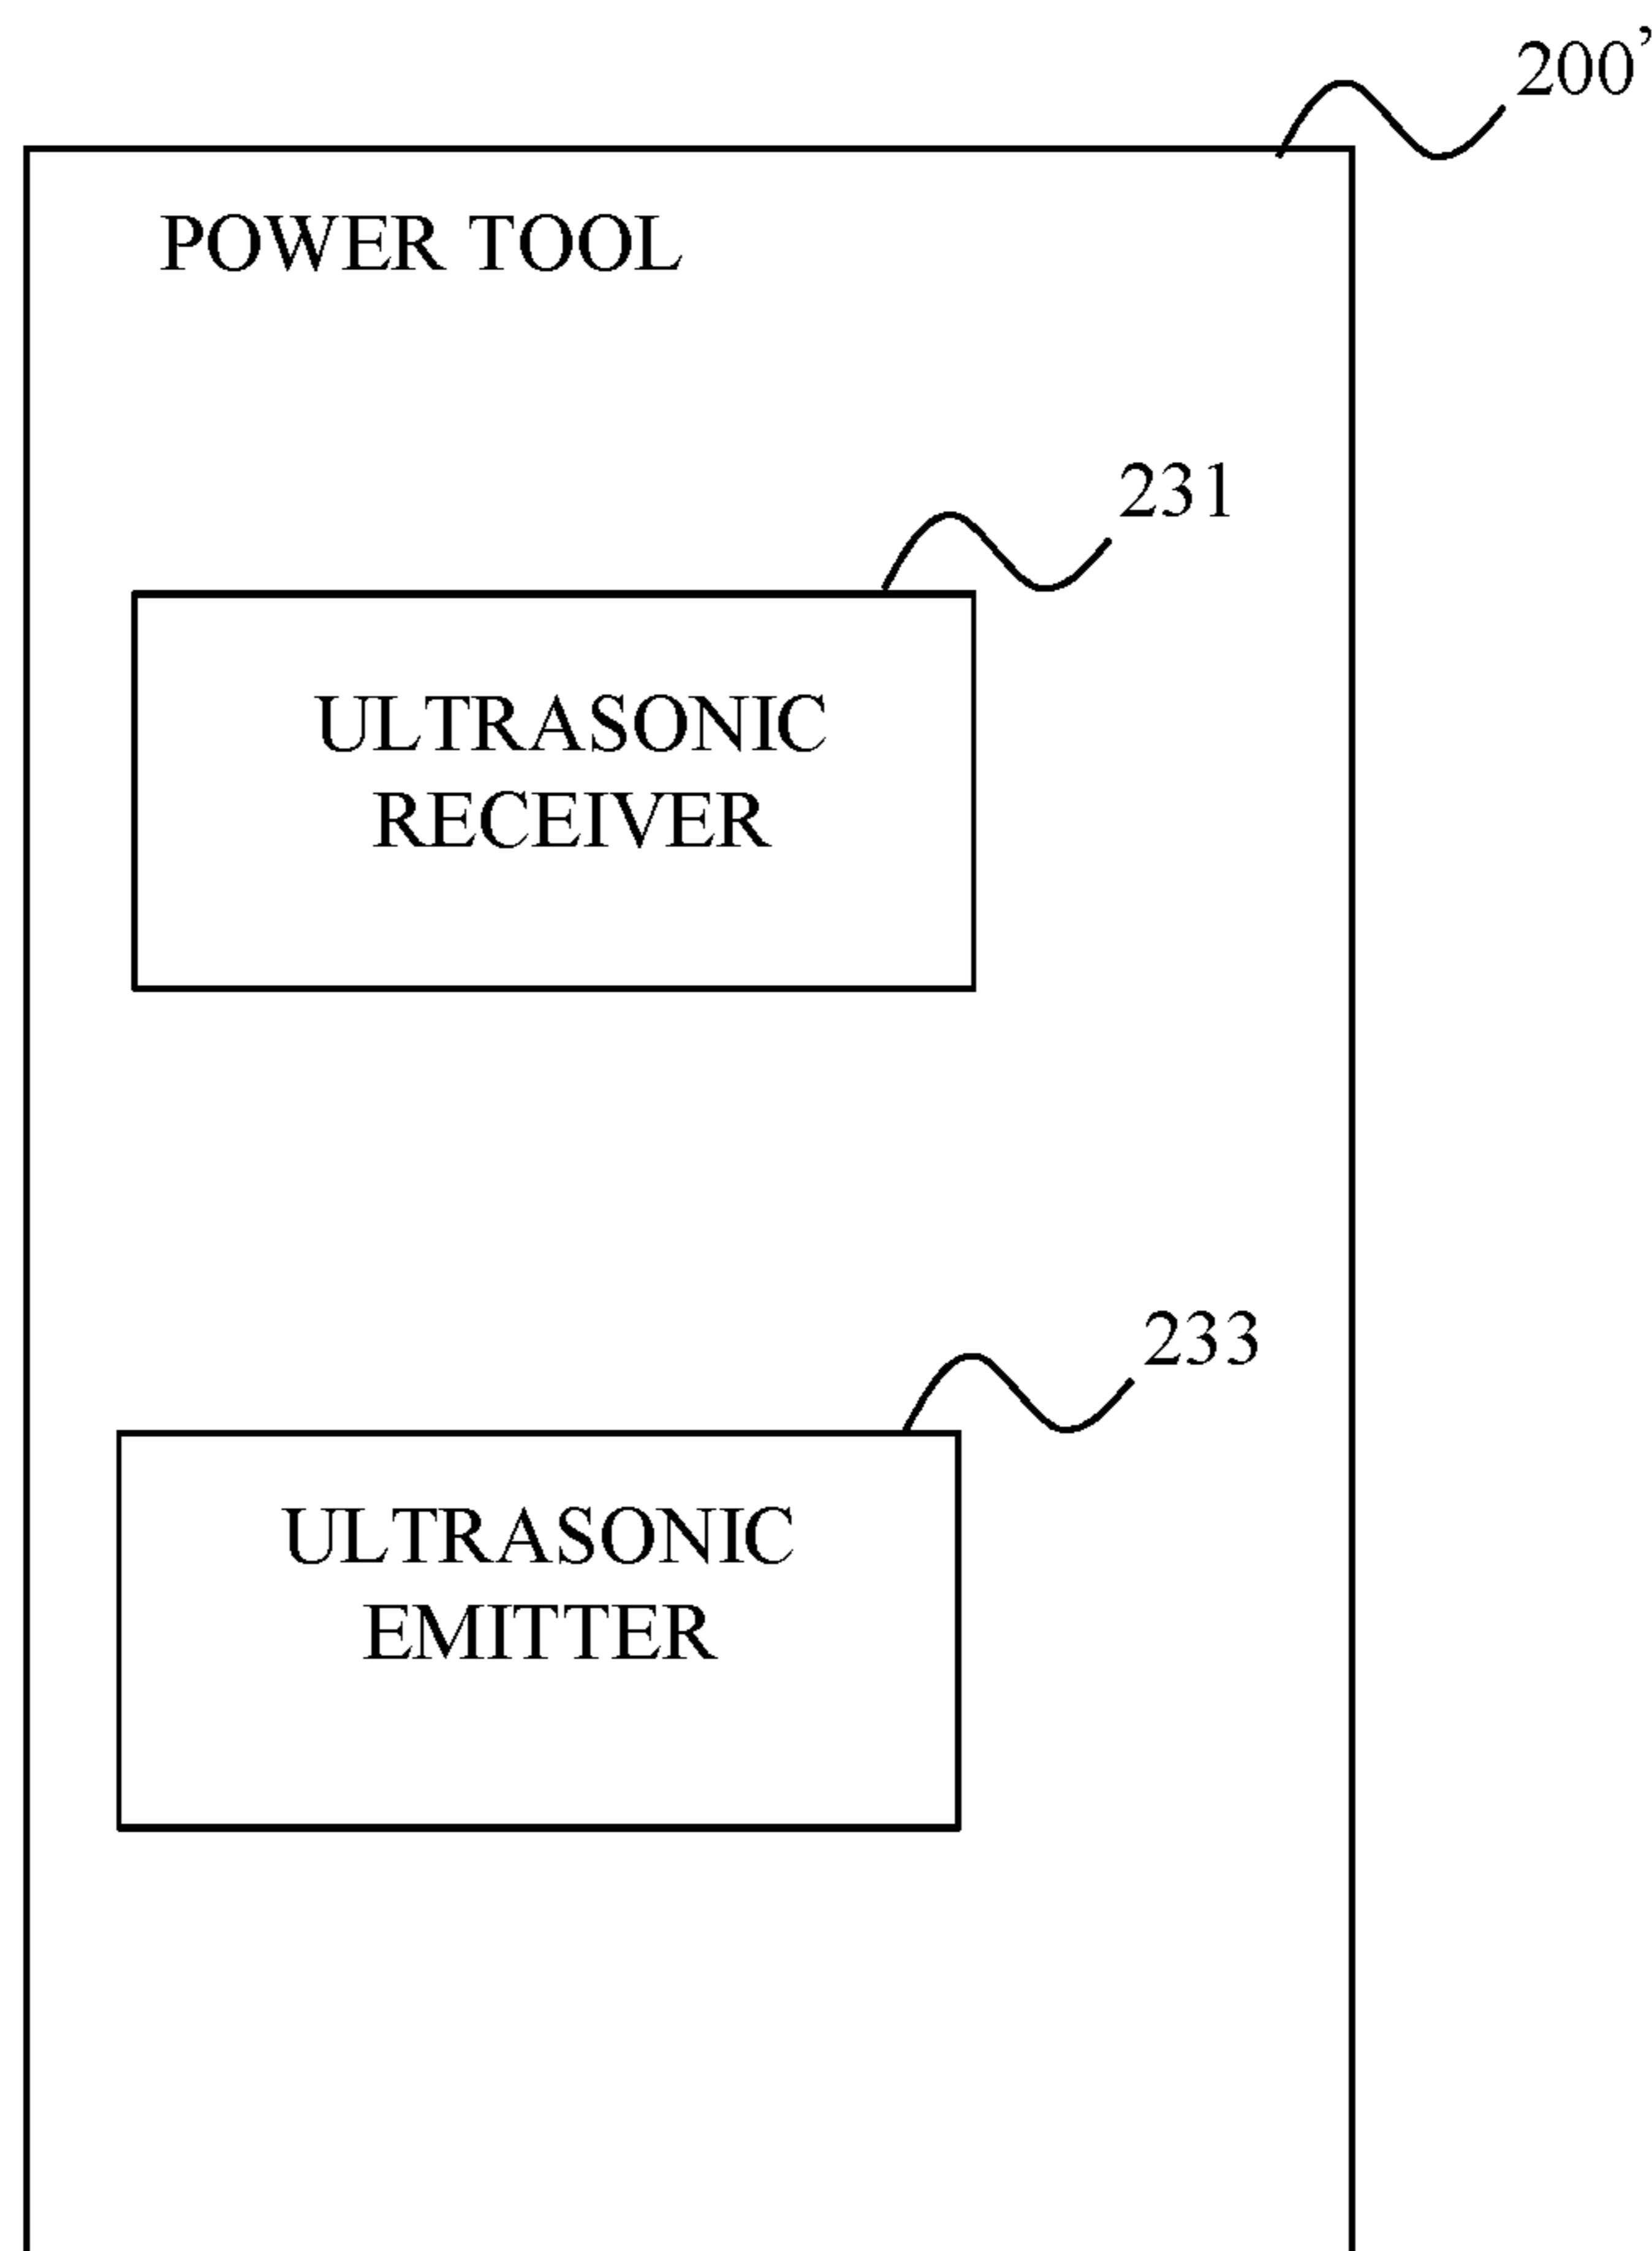 200’
POWER TOOL
231
ULTRASONIC
RECEIVER
233
ULTRASONIC
EMITTER